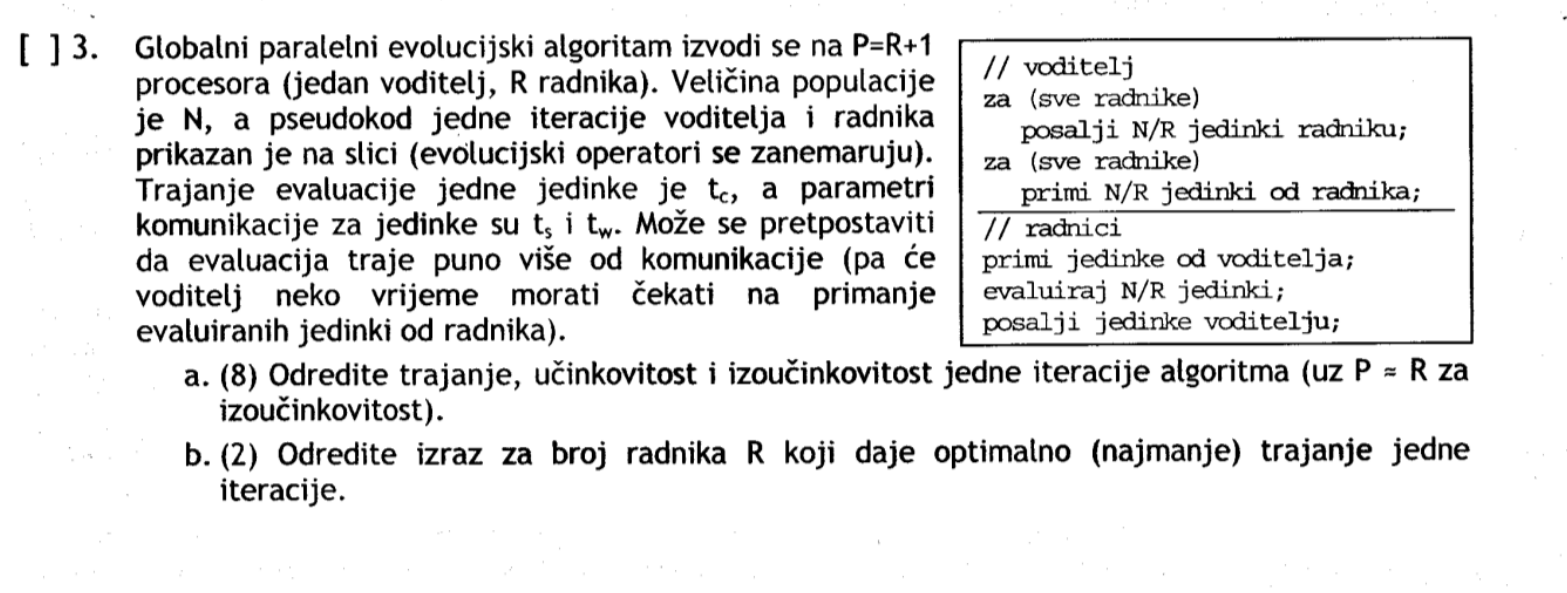 [ ] 3. Globalni paralelni evolucijski algoritam izvodi se na P=R+1
procesora (jedan voditelj, R radnika). Veličina populacije
je N, a pseudokod jedne iteracije voditelja i radnika
prikazan je na slici (evolucijski operatori se zanemaruju).
Trajanje evaluacije jedne jedinke je tc, a parametri
komunikacije za jedinke su ts i tw. Može se pretpostaviti
da evaluacija traje puno više od komunikacije (pa će
voditelj neko vrijeme morati čekati na primanje
evaluiranih jedinki od radnika).
// voditelj
za (sve radnike)
posalji N/R jedinki radniku;
za (sve radnike)
primi N/R jedinki od radnika;
// radnici
primi jedinke od voditelja;
evaluiraj N/R jedinki;
posalji jedinke voditelju;
a. (8) Odredite trajanje, učinkovitost i izoučinkovitost jedne iteracije algoritma (uz P ≈ R za
izoučinkovitost).
b. (2) Odredite izraz za broj radnika R koji daje optimalno (najmanje) trajanje jedne
iteracije.